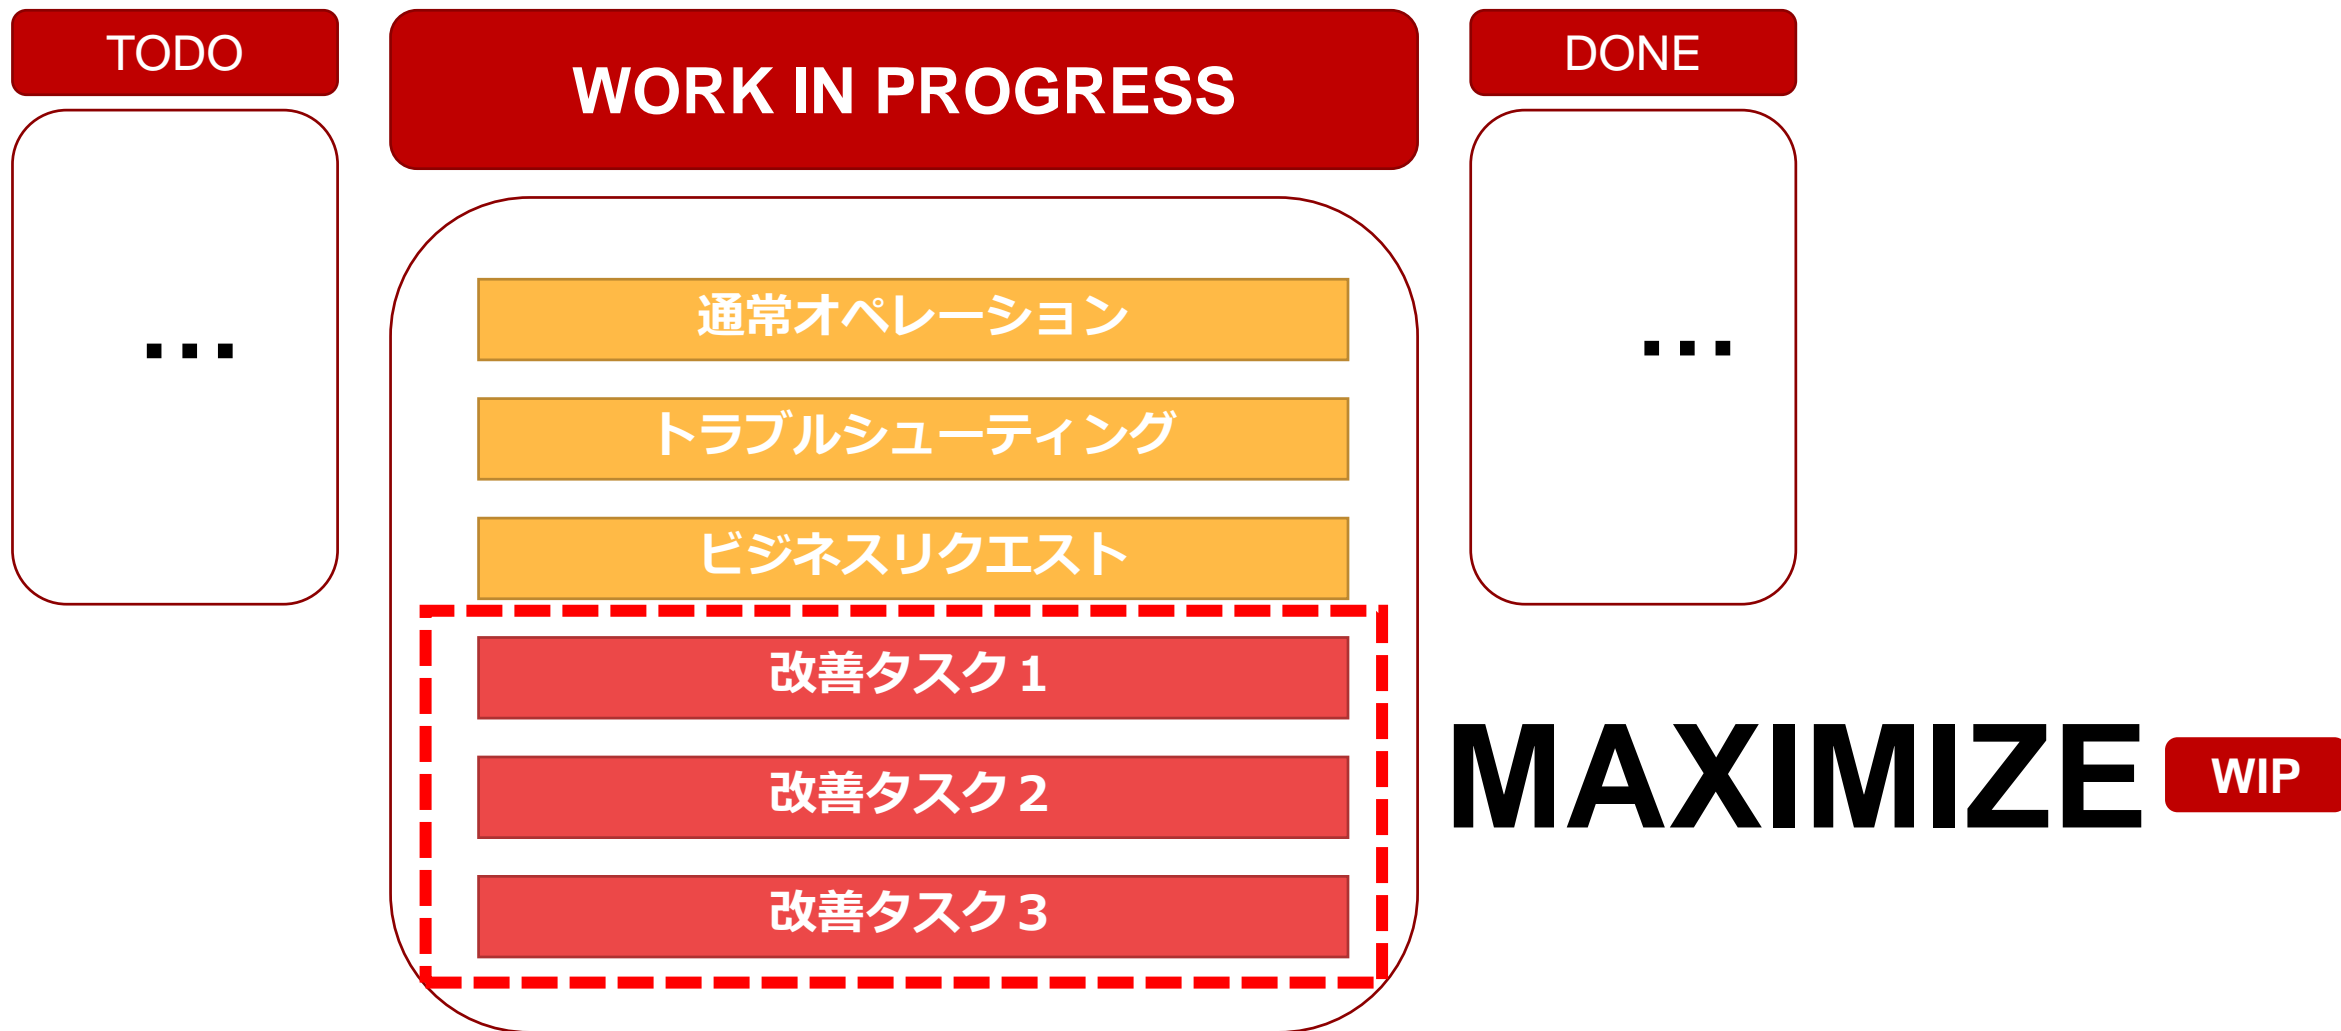 TODO
WORK IN PROGRESS
DONE
...
通常オペレーション
トラブルシューティング
ビジネスリクエスト
改善タスク1
改善タスク2
改善タスク3
...
MAXIMIZE WIP